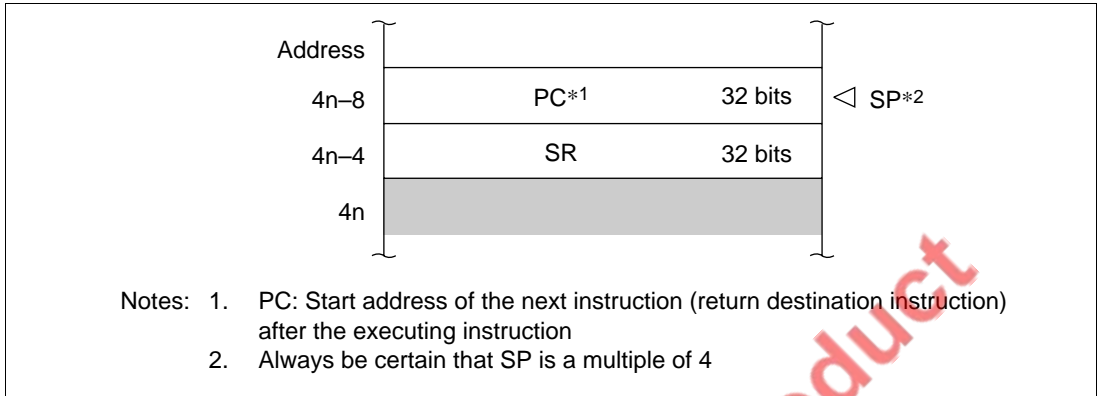 Address
4n–8 PC*1 32 bits SP*2
4n–4 SR 32 bits
4n
Notes: 1. PC: Start address of the next instruction (return destination instruction)
after the executing instruction
2. Always be certain that SP is a multiple of 4
oduct